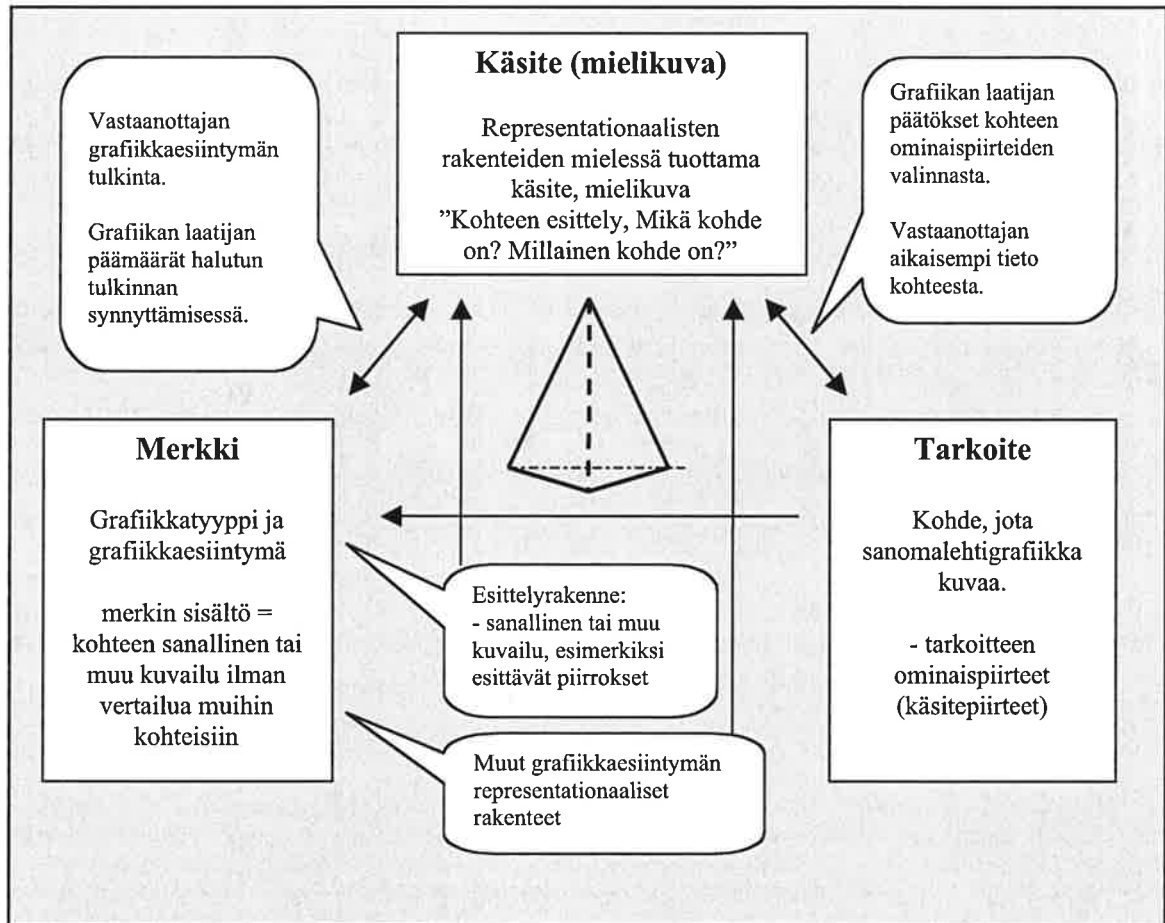 Käsite (mielikuva)
Representationaalisten
rakenteiden mielessä tuottama
käsite, mielikuva
”Kohteen esittely, Mikä kohde
on? Millainen kohde on?”
Vastaanottajan
grafiikkaesiintymän
tulkinta.
Grafiikan laatijan
päämäärät halutun
tulkinnan
synnyttämisessä.
Grafiikan laatijan
päätökset kohteen
ominaispiirteiden
valinnasta.
Vastaanottajan
aikaisempi tieto
kohteesta.
Merkki
Grafiikkatyyppi ja
grafiikkaesiintymä
merkin sisältö =
kohteen sanallinen tai
muu kuvailu ilman
vertailua muihin
kohteisiin
Esittelyrakenne:
- sanallinen tai muu
kuvailu, esimerkiksi
esittävät piirrokset
Muut grafiikkaesiintymän
representationaaliset
rakenteet
Tarkoite
Kohde, jota
sanomalehtigrafiikka
kuvaa.
- tarkoitteen
ominaispiirteet
(käsitepiirteet)